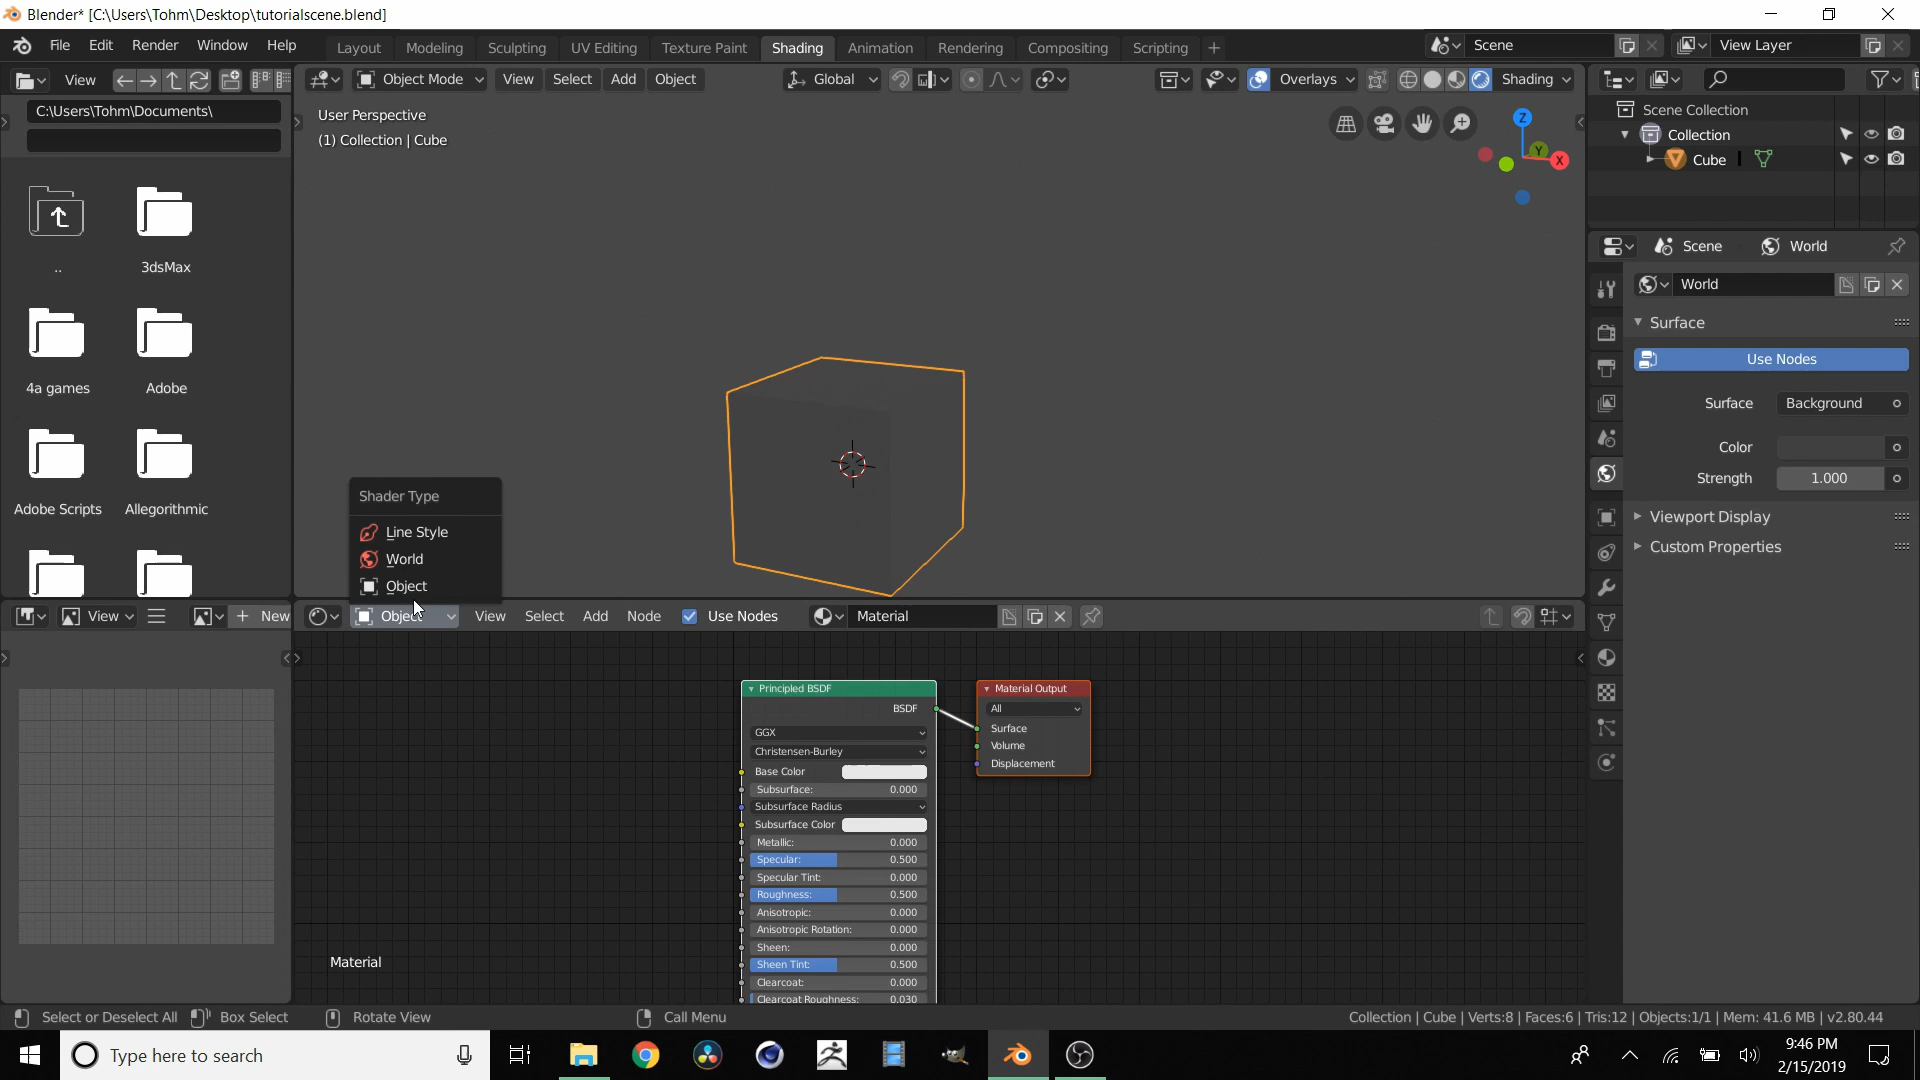 Blender* [C:\Users\Tohm\Desktop\tutorialscene.blend]
File Edit Render Window Help Layout Modeling Sculpting UV Editing Texture Paint Shading Animation Rendering Compositing Scripting + Scene View Layer
View Object Mode View Select Add Object Global Overlays Shading
C:\Users\Tohm\Documents\
User Perspective
(1) Collection | Cube
Z
Y
X
Scene Collection
Collection
Cube
..
3dsMax
4a games
Adobe
Adobe Scripts
Allegorithmic
Scene World
World
Surface
Use Nodes
Surface Background
Color
Strength 1.000
Viewport Display
Custom Properties
Shader Type
Line Style
World
Object
View New Object View Select Add Node Use Nodes Material
Principled BSDF
BSDF
GGX
Christensen-Burley
Base Color
Subsurface: 0.000
Subsurface Radius
Subsurface Color
Metallic: 0.000
Specular: 0.500
Specular Tint: 0.000
Roughness: 0.500
Anisotropic: 0.000
Anisotropic Rotation: 0.000
Sheen: 0.000
Sheen Tint: 0.500
Clearcoat: 0.000
Clearcoat Roughness: 0.030
Material Output
All
Surface
Volume
Displacement
Material
Select or Deselect All Box Select Rotate View Call Menu Collection | Cube | Verts:8 | Faces:6 | Tris:12 | Objects:1/1 | Mem: 41.6 MB | v2.80.44
Type here to search
9:46 PM
2/15/2019